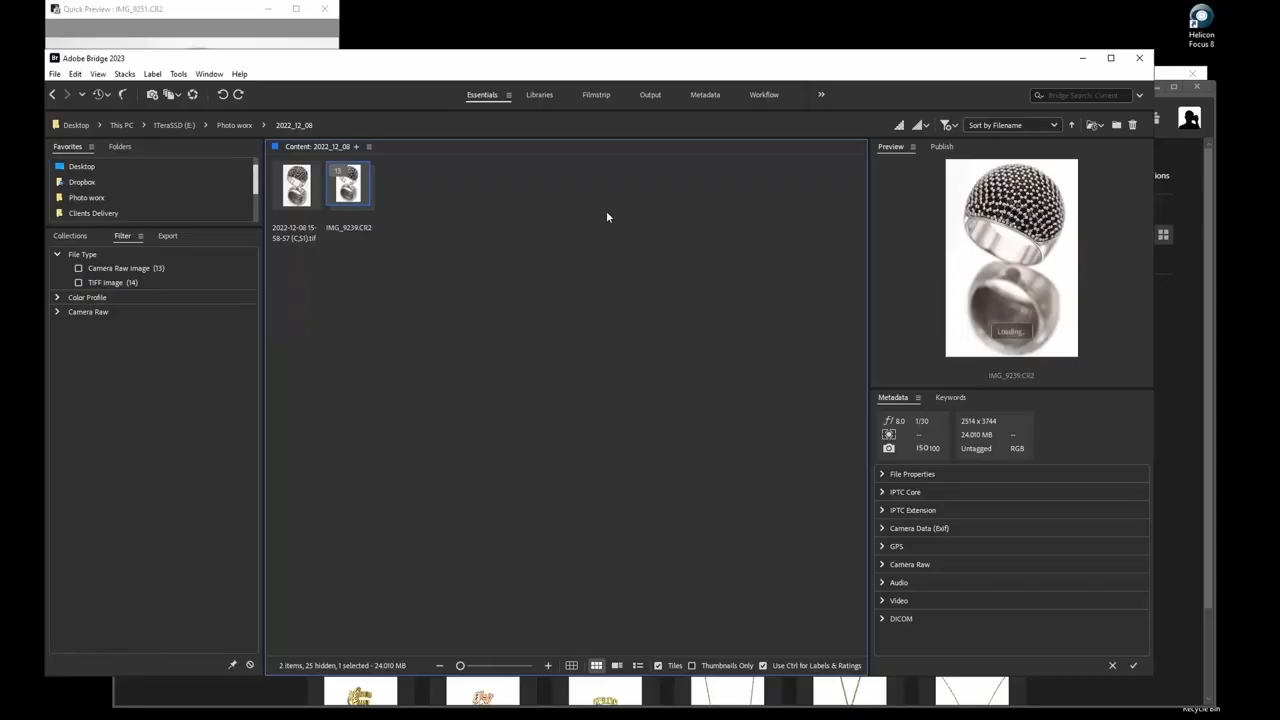 Quick Preview : IMG_9251.CR2
Helicon
Focus 8
Br Adobe Bridge 2023
File Edit View Stacks Label Tools Window Help
Essentials Libraries Filmstrip Output Metadata Workflow
Bridge Search: Current
Desktop This PC 1TeraSSD (E:) Photo worx 2022_12_08
Sort by Filename
Favorites Folders
Content: 2022_12_08
Preview Publish
Desktop
Dropbox
Photo worx
Clients Delivery
13
2022-12-08 15-
58-57 (C,S1).tif
IMG_9239.CR2
Collections Filter Export
File Type
Camera Raw image (13)
TIFF image (14)
Color Profile
Camera Raw
Loading..
IMG_9239.CR2
Metadata Keywords
f/ 8.0 1/30
--
ISO 100
2514 x 3744
24.010 MB --
Untagged RGB
File Properties
IPTC Core
IPTC Extension
Camera Data (Exif)
GPS
Camera Raw
Audio
Video
DICOM
2 items, 25 hidden, 1 selected - 24.010 MB
Tiles Thumbnails Only Use Ctrl for Labels & Ratings
Recycle Bin